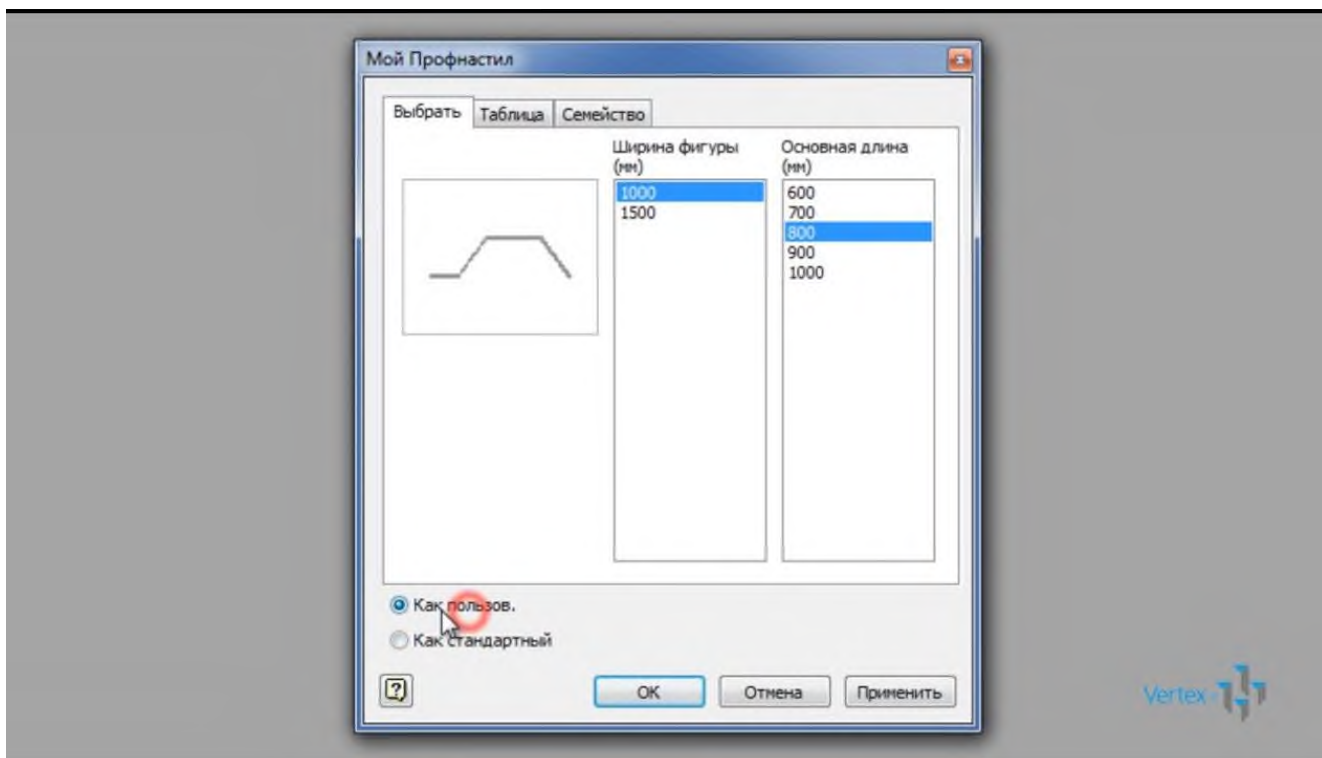 Мой Профнастил
Выбрать Таблица Семейство
Ширина фигуры (мм)
Основная длина (мм)
1000
1500
600
700
800
900
1000
Как пользов.
Как стандартный
ОК Отмена Применить
Vertex